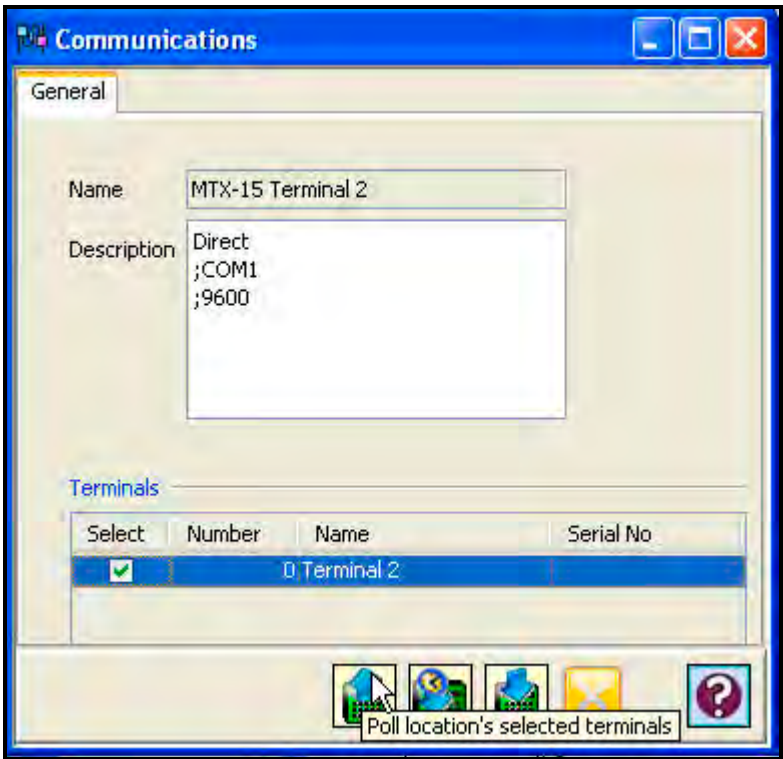 Communications
General
Name MTX-15 Terminal 2
Description Direct
;COM1
;9600
Terminals
Select Number Name Serial No
0 Terminal 2
Poll location's selected terminals